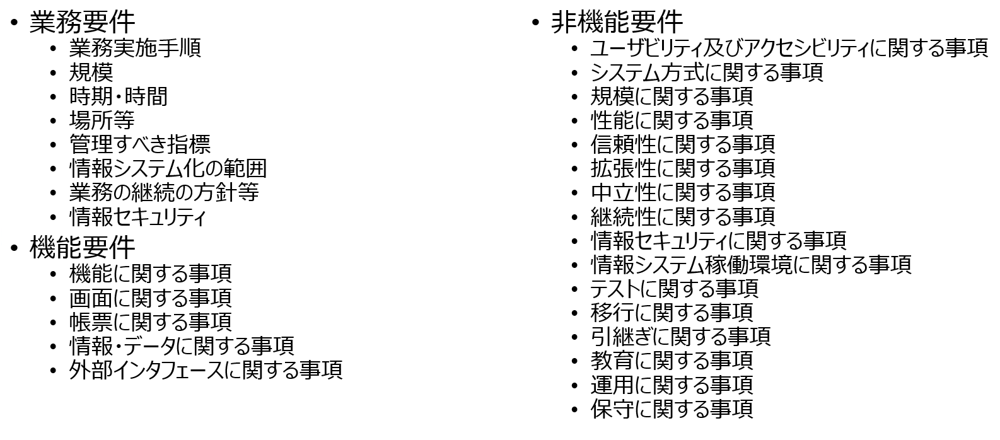 • 業務要件
• 業務実施手順
• 規模
• 時期・時間
• 場所等
• 管理すべき指標
• 情報システム化の範囲
• 業務の継続の方針等
• 情報セキュリティ
• 機能要件
• 機能に関する事項
• 画面に関する事項
• 帳票に関する事項
• 情報・データに関する事項
• 外部インタフェースに関する事項
• 非機能要件
• ユーザビリティ及びアクセシビリティに関する事項
• システム方式に関する事項
• 規模に関する事項
• 性能に関する事項
• 信頼性に関する事項
• 拡張性に関する事項
• 中立性に関する事項
• 継続性に関する事項
• 情報セキュリティに関する事項
• 情報システム稼働環境に関する事項
• テストに関する事項
• 移行に関する事項
• 引継ぎに関する事項
• 教育に関する事項
• 運用に関する事項
• 保守に関する事項